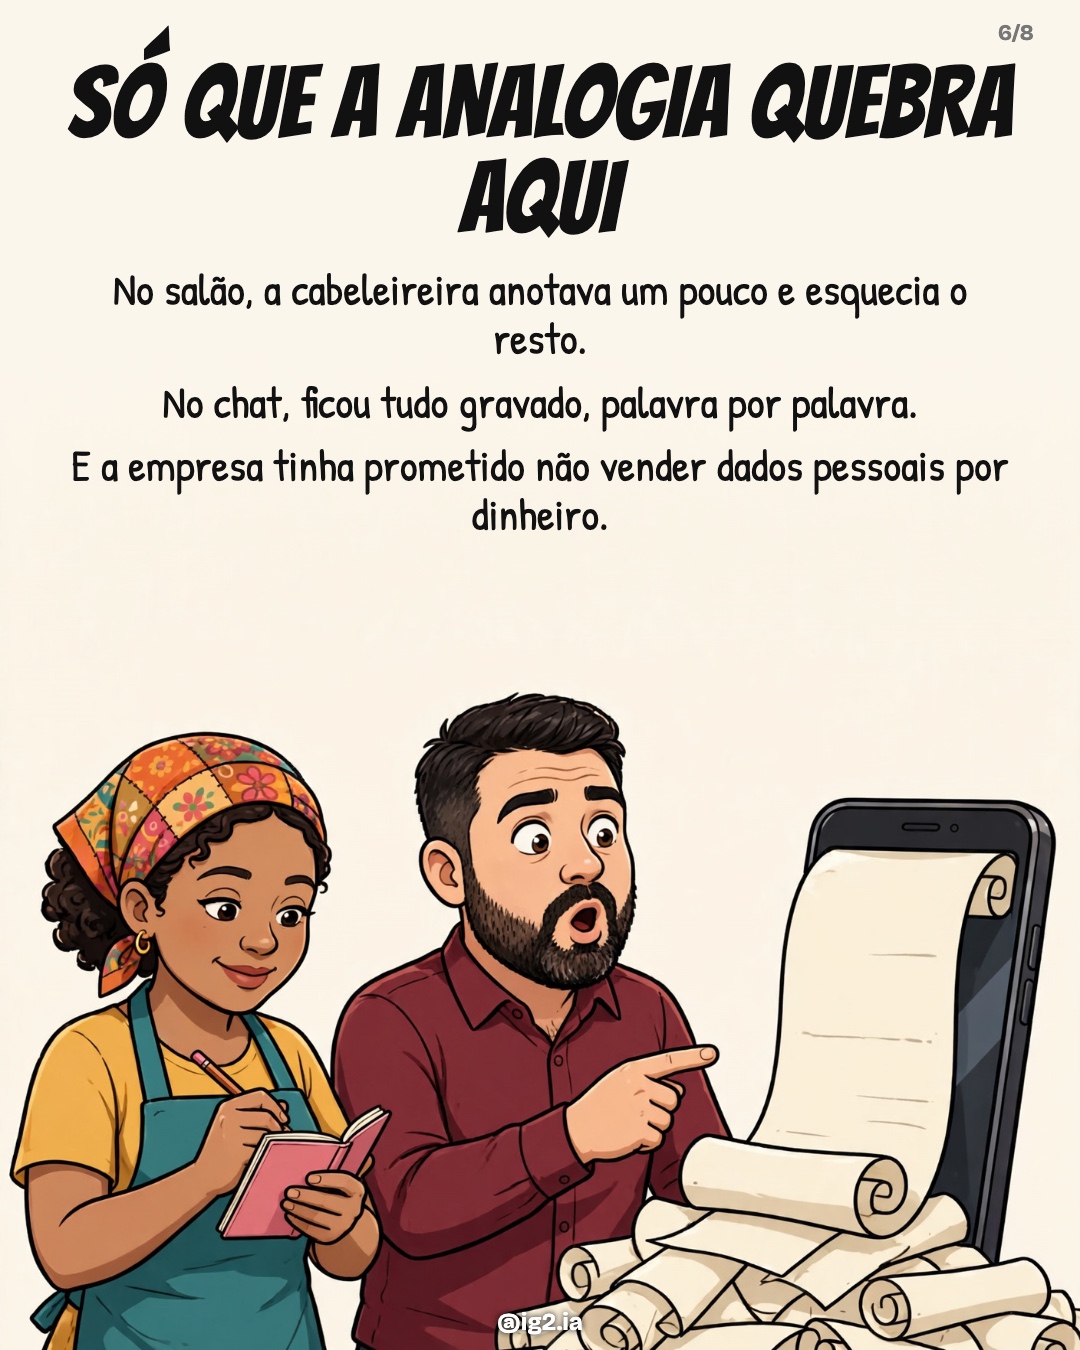 6/8
SÓ QUE A ANALOGIA QUEBRA
AQUI
No salão, a cabeleireira anotava um pouco e esquecia o
resto.
No chat, ficou tudo gravado, palavra por palavra.
E a empresa tinha prometido não vender dados pessoais por
dinheiro.
@ig2.ia